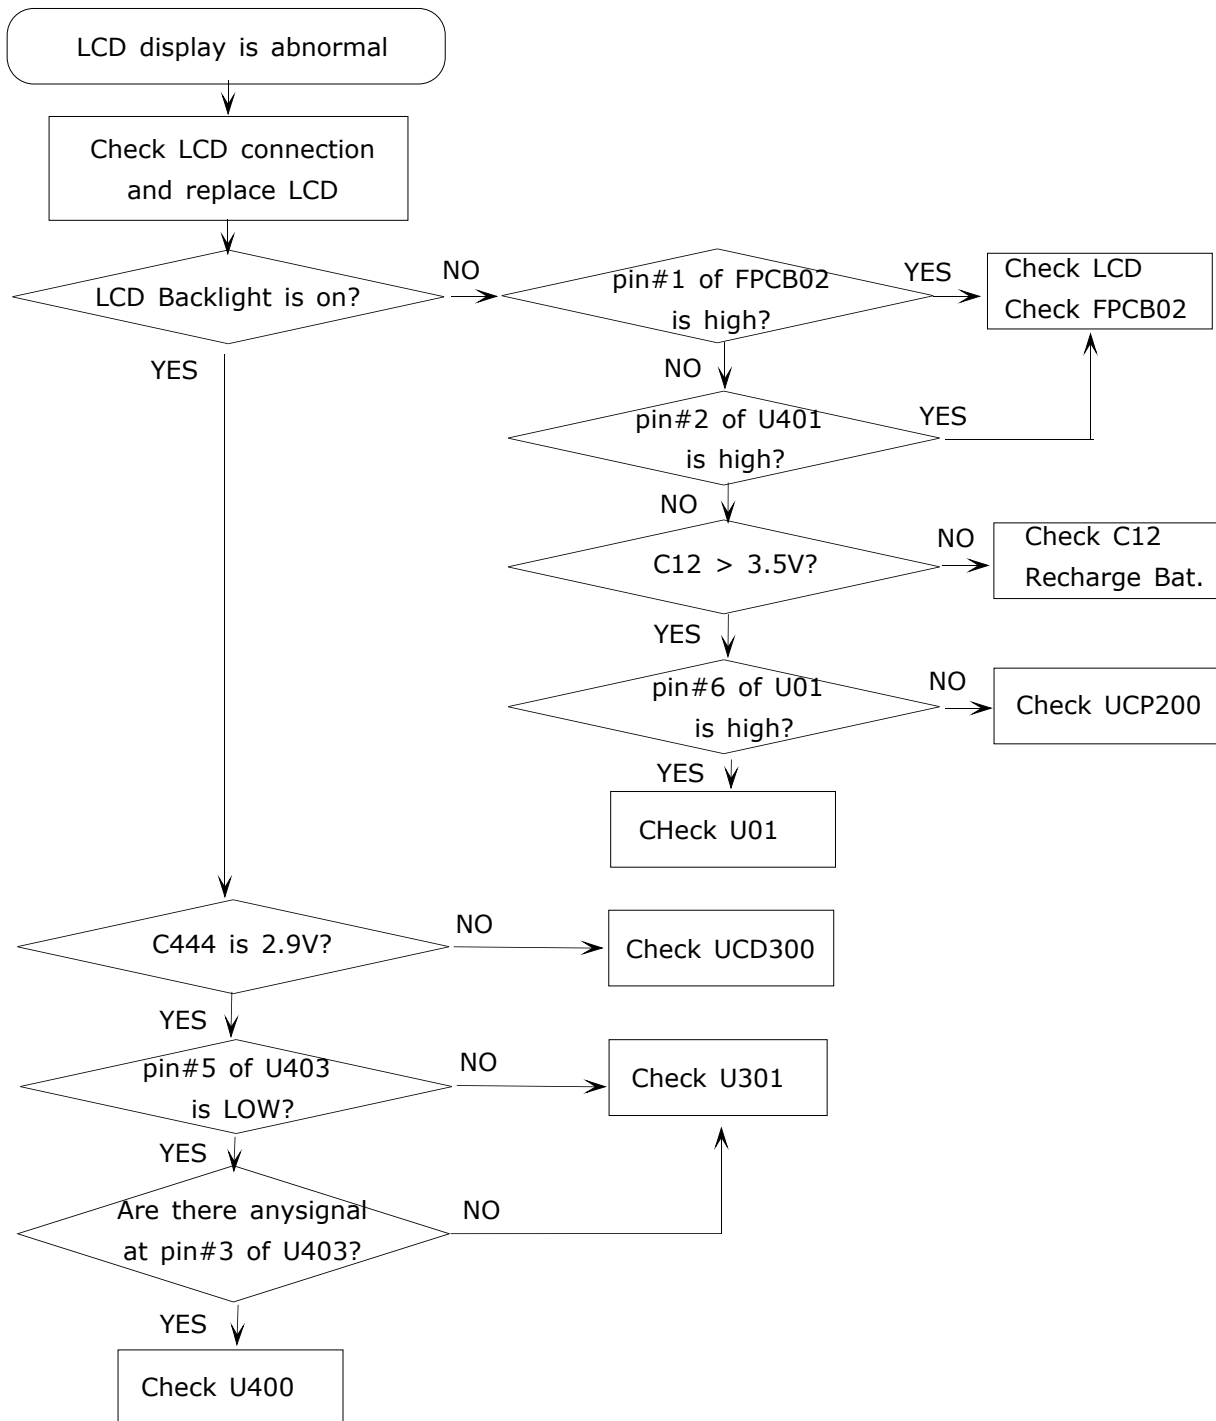 LCD display is abnormal
Check LCD connection
and replace LCD
LCD Backlight is on?
NO
pin#1 of FPCB02
is high?
YES
Check LCD
Check FPCB02
YES
NO
pin#2 of U401
is high?
YES
NO
C12 > 3.5V?
NO
Check C12
Recharge Bat.
YES
pin#6 of U01
is high?
NO
Check UCP200
YES
CHeck U01
C444 is 2.9V?
NO
Check UCD300
YES
pin#5 of U403
is LOW?
NO
Check U301
YES
Are there anysignal
at pin#3 of U403?
NO
YES
Check U400